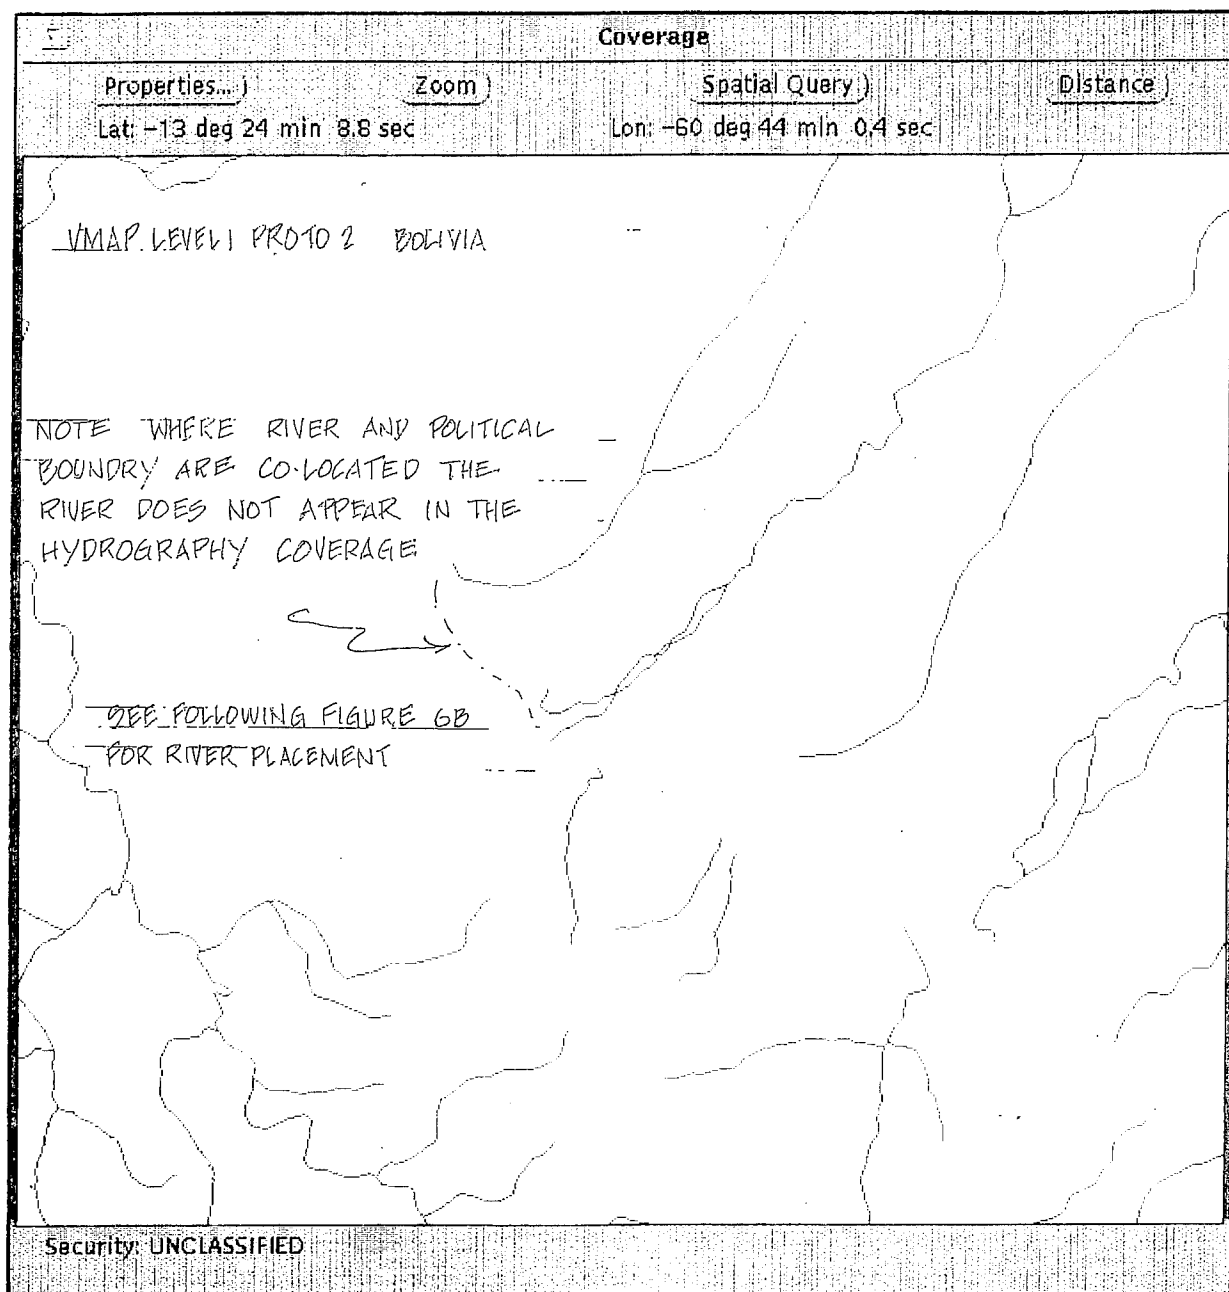 Coverage
Properties... Zoom Spatial Query Distance
Lat: -13 deg 24 min 8.8 sec Lon: -60 deg 44 min 0.4 sec
VMAP LEVEL 1 PROTO 2 BOLIVIA
NOTE WHERE RIVER AND POLITICAL
BOUNDRY ARE CO-LOCATED THE
RIVER DOES NOT APPEAR IN THE
HYDROGRAPHY COVERAGE
SEE FOLLOWING FIGURE 6B
FOR RIVER PLACEMENT
Security: UNCLASSIFIED